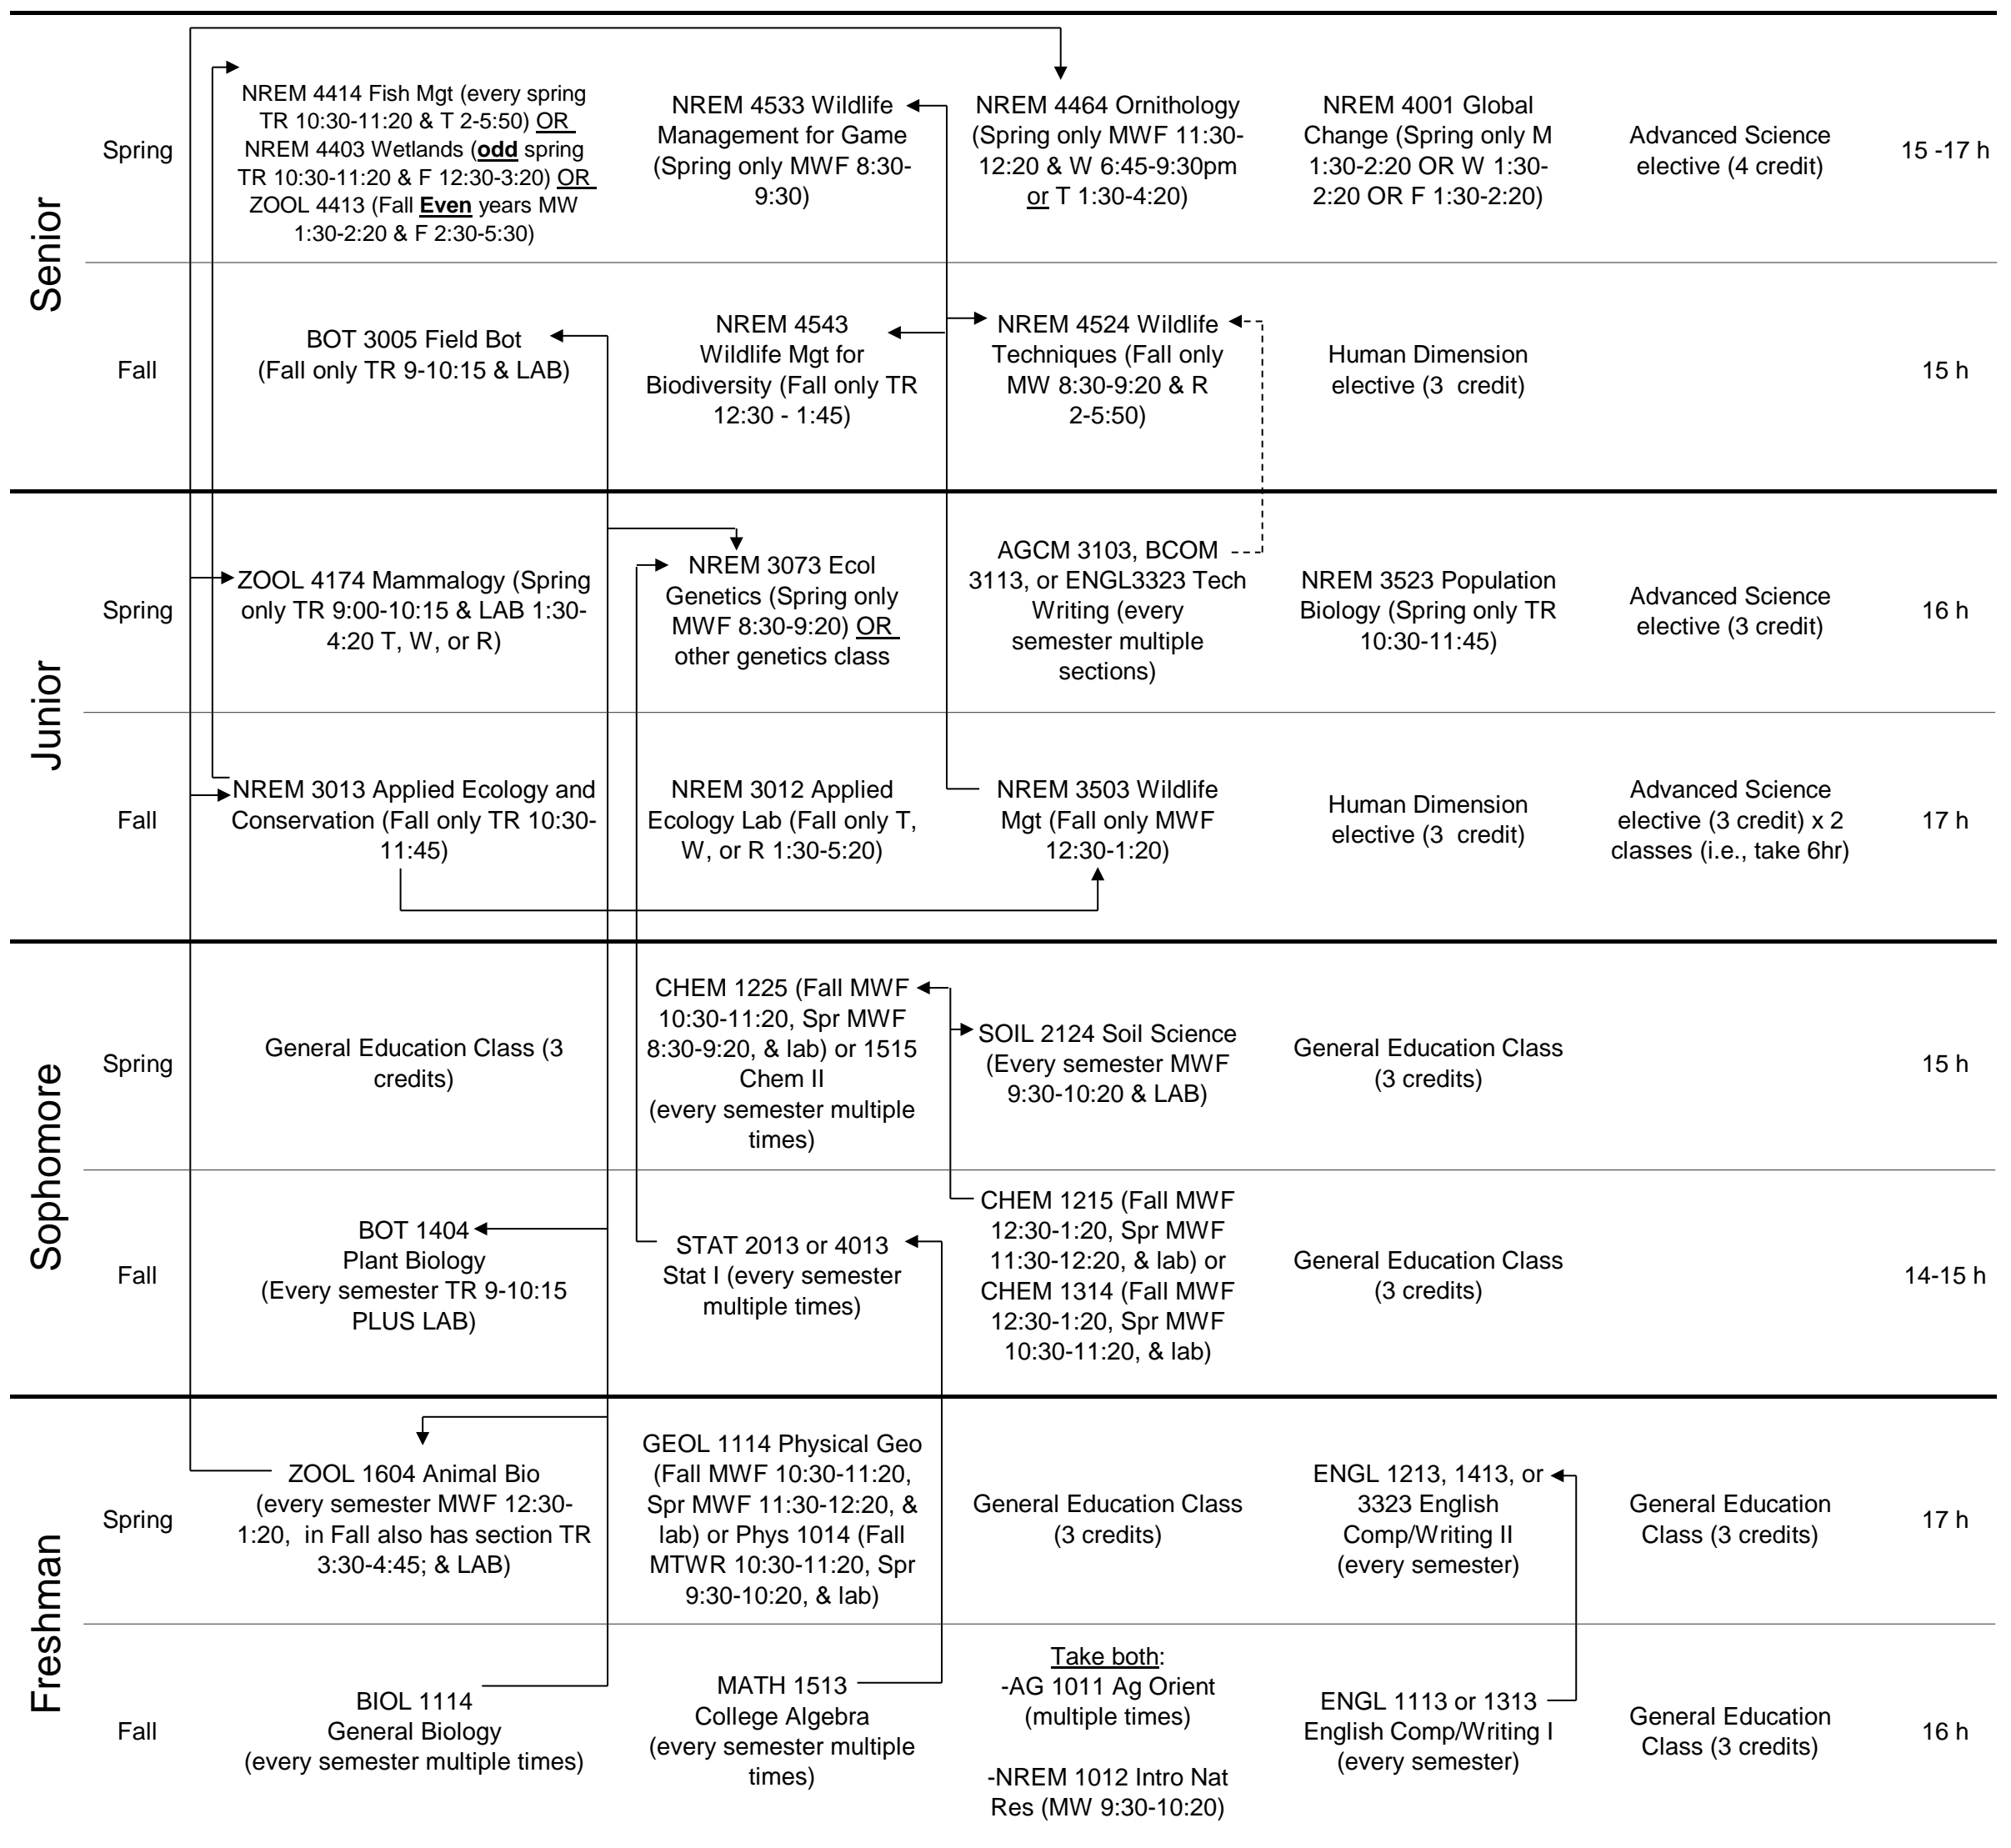 Senior
Spring
NREM 4414 Fish Mgt (every spring
TR 10:30-11:20 & T 2-5:50) OR
NREM 4403 Wetlands (odd spring
TR 10:30-11:20 & F 12:30-3:20) OR
ZOOL 4413 (Fall Even years MW
1:30-2:20 & F 2:30-5:30)
NREM 4533 Wildlife
Management for Game
(Spring only MWF 8:30-
9:30)
NREM 4464 Ornithology
(Spring only MWF 11:30-
12:20 & W 6:45-9:30pm
or T 1:30-4:20)
NREM 4001 Global
Change (Spring only M
1:30-2:20 OR W 1:30-
2:20 OR F 1:30-2:20)
Advanced Science
elective (4 credit)
15 -17 h
Fall
BOT 3005 Field Bot
(Fall only TR 9-10:15 & LAB)
NREM 4543
Wildlife Mgt for
Biodiversity (Fall only TR
12:30 - 1:45)
NREM 4524 Wildlife
Techniques (Fall only
MW 8:30-9:20 & R
2-5:50)
Human Dimension
elective (3  credit)
15 h
Junior
Spring
ZOOL 4174 Mammalogy (Spring
only TR 9:00-10:15 & LAB 1:30-
4:20 T, W, or R)
NREM 3073 Ecol
Genetics (Spring only
MWF 8:30-9:20) OR
other genetics class
AGCM 3103, BCOM
3113, or ENGL3323 Tech
Writing (every
semester multiple
sections)
NREM 3523 Population
Biology (Spring only TR
10:30-11:45)
Advanced Science
elective (3 credit)
16 h
Fall
NREM 3013 Applied Ecology and
Conservation (Fall only TR 10:30-
11:45)
NREM 3012 Applied
Ecology Lab (Fall only T,
W, or R 1:30-5:20)
NREM 3503 Wildlife
Mgt (Fall only MWF
12:30-1:20)
Human Dimension
elective (3  credit)
Advanced Science
elective (3 credit) x 2
classes (i.e., take 6hr)
17 h
Sophomore
Spring
General Education Class (3
credits)
CHEM 1225 (Fall MWF
10:30-11:20, Spr MWF
8:30-9:20, & lab) or 1515
Chem II
(every semester multiple
times)
SOIL 2124 Soil Science
(Every semester MWF
9:30-10:20 & LAB)
General Education Class
(3 credits)
15 h
Fall
BOT 1404
Plant Biology
(Every semester TR 9-10:15
PLUS LAB)
STAT 2013 or 4013
Stat I (every semester
multiple times)
CHEM 1215 (Fall MWF
12:30-1:20, Spr MWF
11:30-12:20, & lab) or
CHEM 1314 (Fall MWF
12:30-1:20, Spr MWF
10:30-11:20, & lab)
General Education Class
(3 credits)
14-15 h
Freshman
Spring
ZOOL 1604 Animal Bio
(every semester MWF 12:30-
1:20,  in Fall also has section TR
3:30-4:45; & LAB)
GEOL 1114 Physical Geo
(Fall MWF 10:30-11:20,
Spr MWF 11:30-12:20, &
lab) or Phys 1014 (Fall
MTWR 10:30-11:20, Spr
9:30-10:20, & lab)
General Education Class
(3 credits)
ENGL 1213, 1413, or
3323 English
Comp/Writing II
(every semester)
General Education
Class (3 credits)
17 h
Fall
BIOL 1114
General Biology
(every semester multiple times)
MATH 1513
College Algebra
(every semester multiple
times)
Take both:
-AG 1011 Ag Orient
(multiple times)
-NREM 1012 Intro Nat
Res (MW 9:30-10:20)
ENGL 1113 or 1313
English Comp/Writing I
(every semester)
General Education
Class (3 credits)
16 h